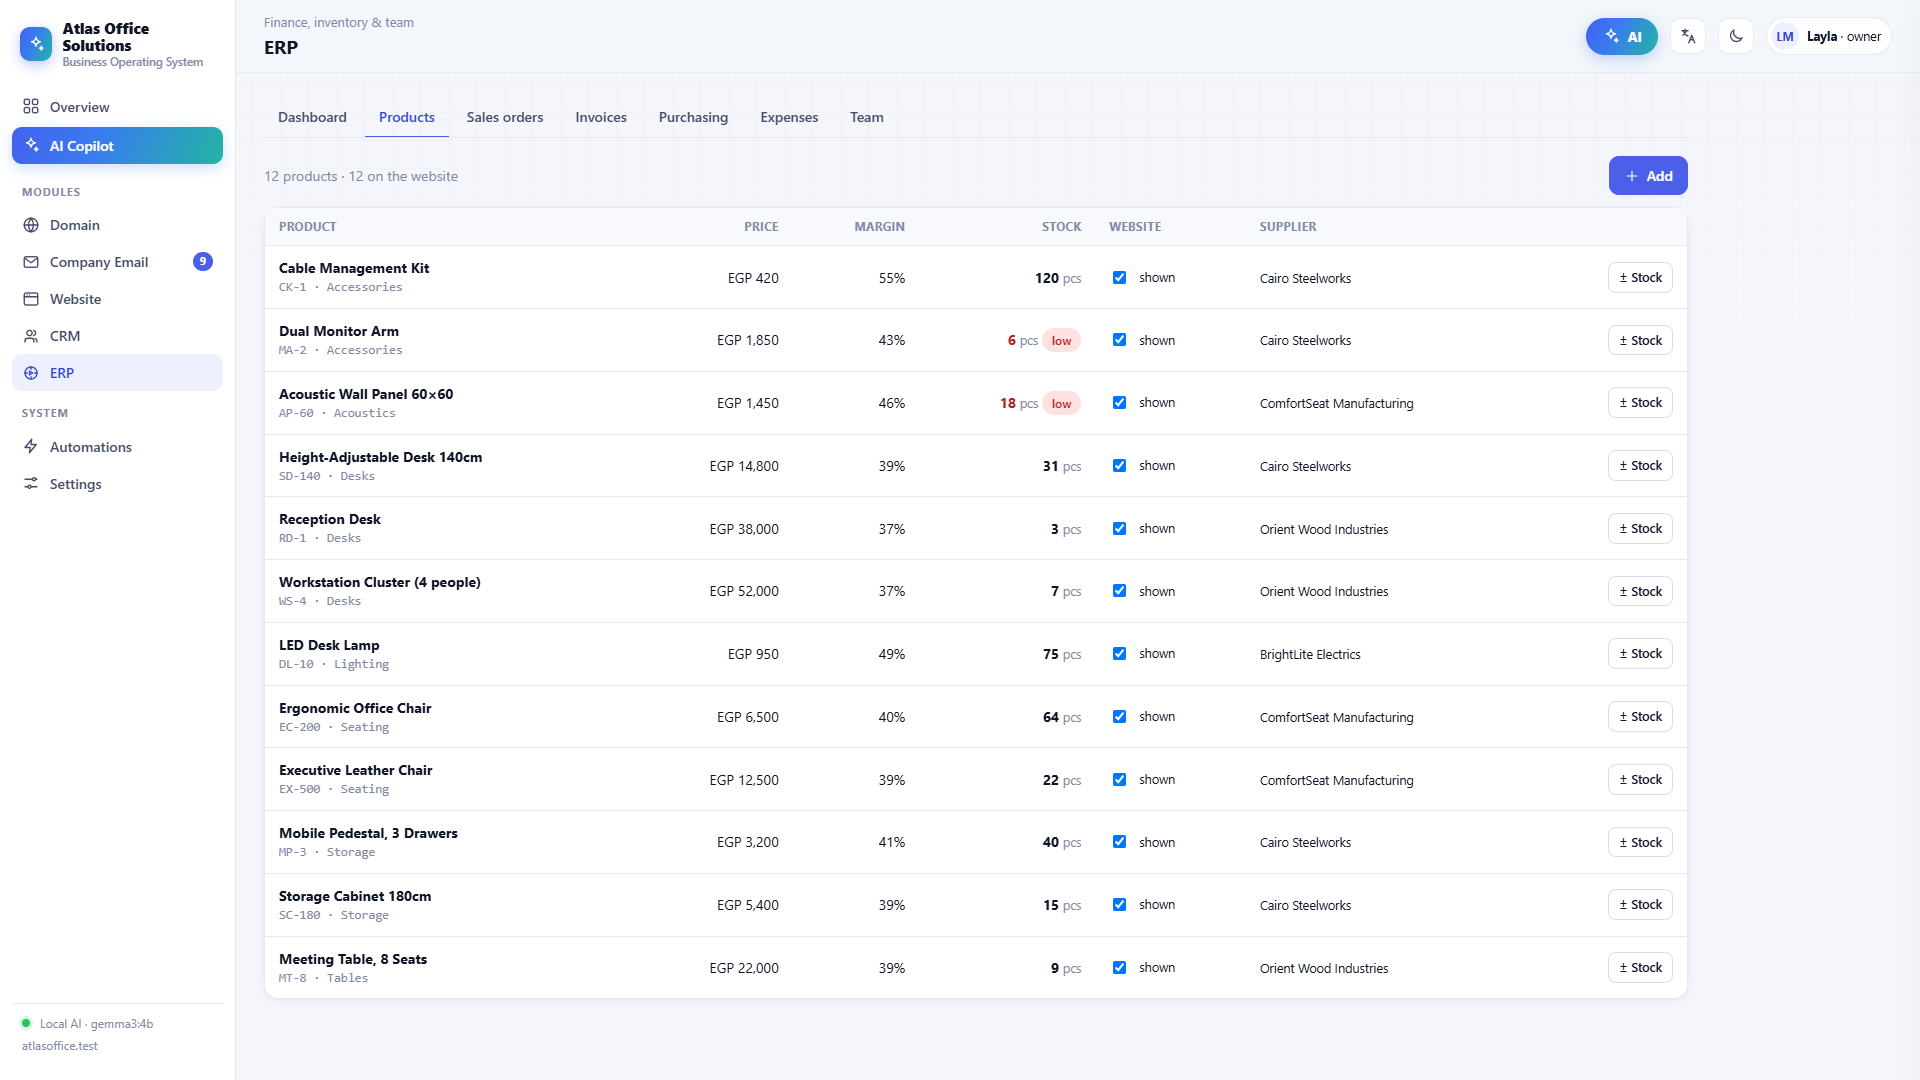 Atlas Office
Solutions
Business Operating System
Overview
AI Copilot
MODULES
Domain
Company Email 9
Website
CRM
ERP
SYSTEM
Automations
Settings
Local AI · gemma3:4b
atlasoffice.test
Finance, inventory & team
ERP
AI
LM Layla · owner
Dashboard Products Sales orders Invoices Purchasing Expenses Team
12 products · 12 on the website
+ Add
PRODUCT PRICE MARGIN STOCK WEBSITE SUPPLIER
Cable Management Kit
CK-1 · Accessories
EGP 420 55% 120 pcs shown Cairo Steelworks ± Stock
Dual Monitor Arm
MA-2 · Accessories
EGP 1,850 43% 6 pcs low shown Cairo Steelworks ± Stock
Acoustic Wall Panel 60×60
AP-60 · Acoustics
EGP 1,450 46% 18 pcs low shown ComfortSeat Manufacturing ± Stock
Height-Adjustable Desk 140cm
SD-140 · Desks
EGP 14,800 39% 31 pcs shown Cairo Steelworks ± Stock
Reception Desk
RD-1 · Desks
EGP 38,000 37% 3 pcs shown Orient Wood Industries ± Stock
Workstation Cluster (4 people)
WS-4 · Desks
EGP 52,000 37% 7 pcs shown Orient Wood Industries ± Stock
LED Desk Lamp
DL-10 · Lighting
EGP 950 49% 75 pcs shown BrightLite Electrics ± Stock
Ergonomic Office Chair
EC-200 · Seating
EGP 6,500 40% 64 pcs shown ComfortSeat Manufacturing ± Stock
Executive Leather Chair
EX-500 · Seating
EGP 12,500 39% 22 pcs shown ComfortSeat Manufacturing ± Stock
Mobile Pedestal, 3 Drawers
MP-3 · Storage
EGP 3,200 41% 40 pcs shown Cairo Steelworks ± Stock
Storage Cabinet 180cm
SC-180 · Storage
EGP 5,400 39% 15 pcs shown Cairo Steelworks ± Stock
Meeting Table, 8 Seats
MT-8 · Tables
EGP 22,000 39% 9 pcs shown Orient Wood Industries ± Stock